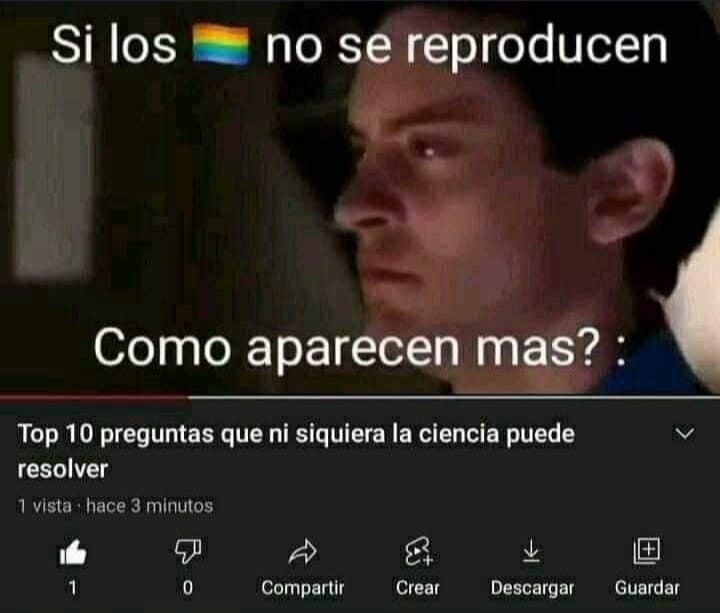 Si los 🏳️‍🌈 no se reproducen
Como aparecen mas? :
Top 10 preguntas que ni siquiera la ciencia puede
resolver
1 vista · hace 3 minutos
1 0 Compartir Crear Descargar Guardar